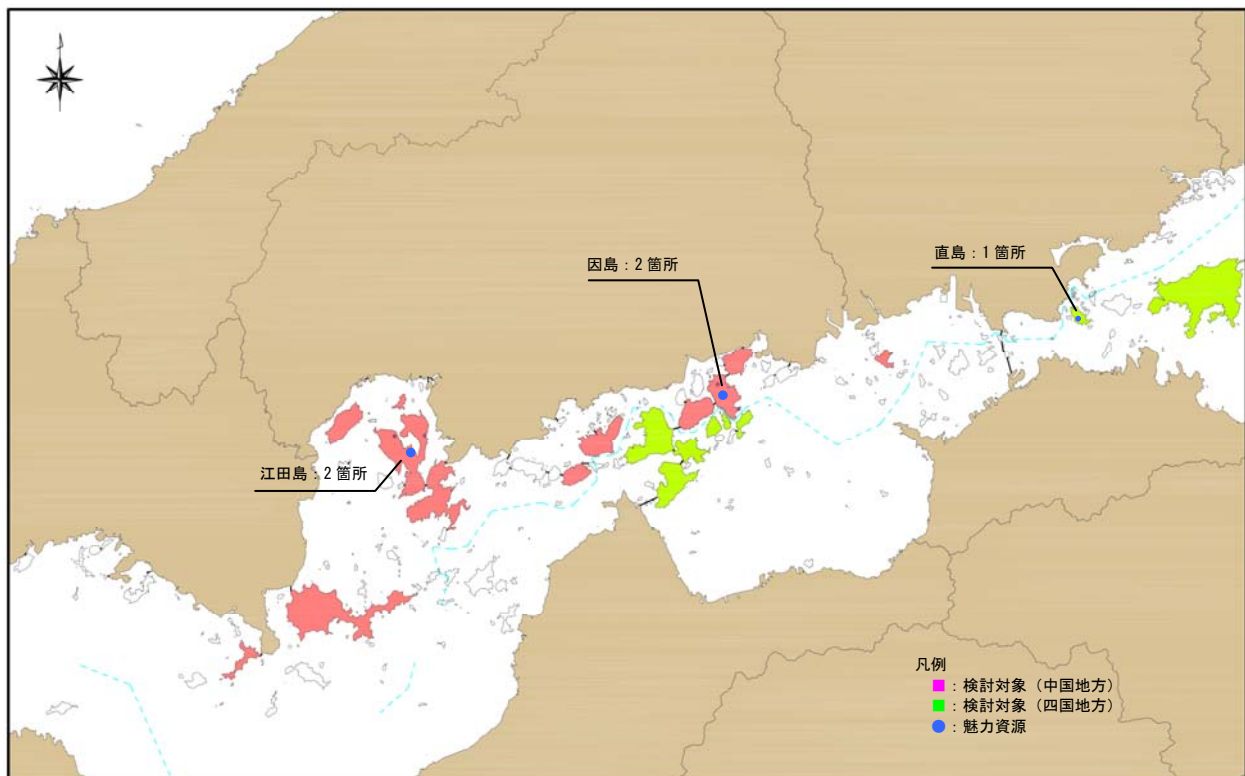 直島：1 箇所
因島：2 箇所
江田島：2 箇所
凡例
：検討対象（中国地方）
：検討対象（四国地方）
：魅力資源